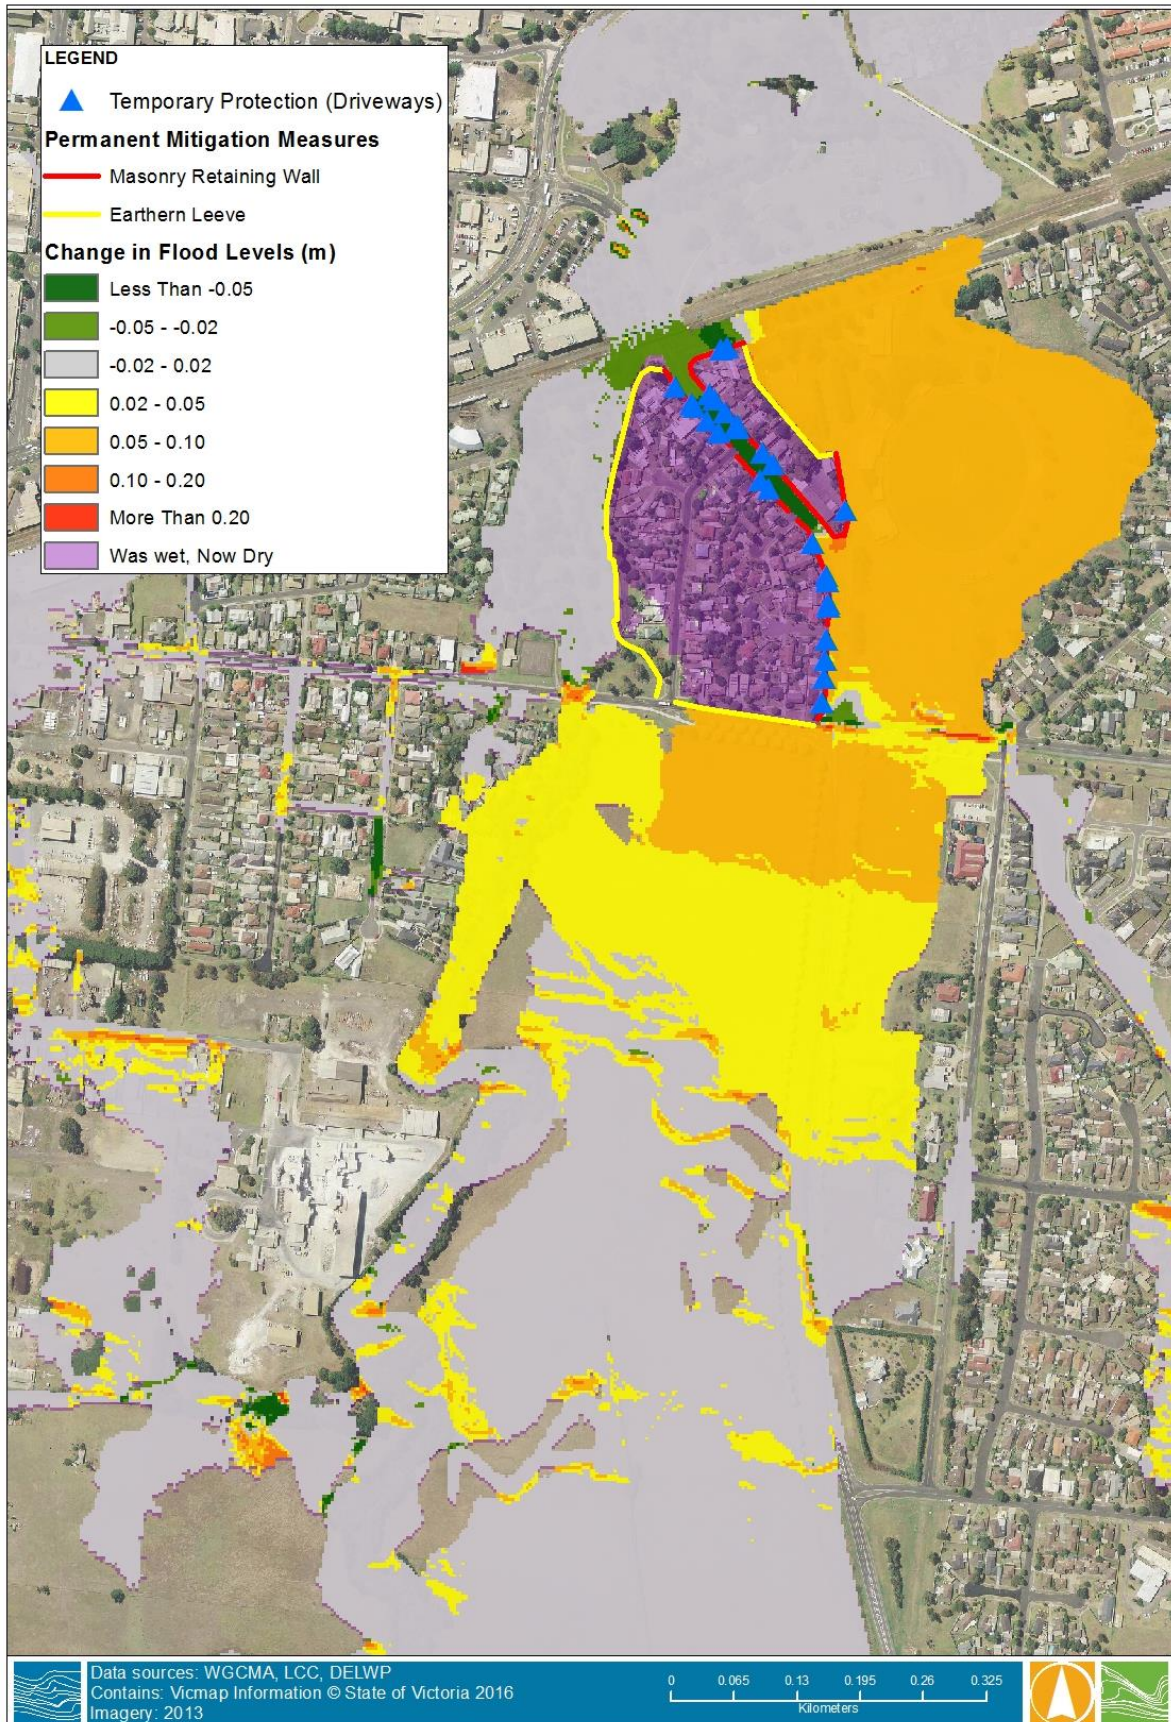 LEGEND
Temporary Protection (Driveways)
Permanent Mitigation Measures
Masonry Retaining Wall
Earthern Leeve
Change in Flood Levels (m)
Less Than -0.05
-0.05 - -0.02
-0.02 - 0.02
0.02 - 0.05
0.05 - 0.10
0.10 - 0.20
More Than 0.20
Was wet, Now Dry
Data sources: WGCMA, LCC, DELWP
Contains: Vicmap Information © State of Victoria 2016
Imagery: 2013
0 0.065 0.13 0.195 0.26 0.325
Kilometers